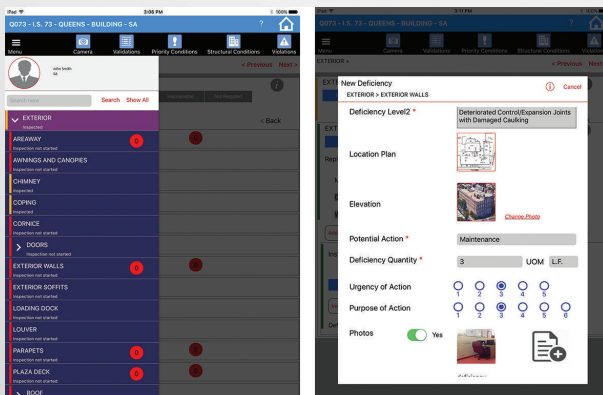 iPad
3:06 PM
100%
Q073 - I.S. 73 - QUEENS - BUILDING - SA
?
Menu
Camera
Validations
Priority Conditions
Structural Conditions
Violations
John Smith
SA
< Previous Next >
Search here
Search Show All
Not Required
< Back
EXTERIOR
Inspected
AREAWAY
Inspection not started
0
AWNINGS AND CANOPIES
Inspection not started
CHIMNEY
Inspected
COPING
Inspected
CORNICE
Inspection not started
DOORS
Inspection not started
EXTERIOR WALLS
Inspection not started
0
EXTERIOR SOFFITS
Inspection not started
LOADING DOCK
Inspection not started
LOUVER
Inspection not started
PARAPETS
Inspection not started
0
PLAZA DECK
Inspection not started
0
ROOF
iPad
3:11 PM
100%
Q073 - I.S. 73 - QUEENS - BUILDING - SA
?
Menu
Camera
Validations
Priority Conditions
Structural Conditions
Violations
EXTERIOR >
< Previous Next
New Deficiency
Cancel
EXTERIOR > EXTERIOR WALLS
Deficiency Level2 *
Deteriorated Control/Expansion Joints
with Damaged Caulking
Location Plan
Elevation
Change Photo
Potential Action *
Maintenance
Deficiency Quantity *
3
UOM
L.F.
Urgency of Action
1 2 3 4 5
Purpose of Action
1 2 3 4 5 6
Photos
Yes